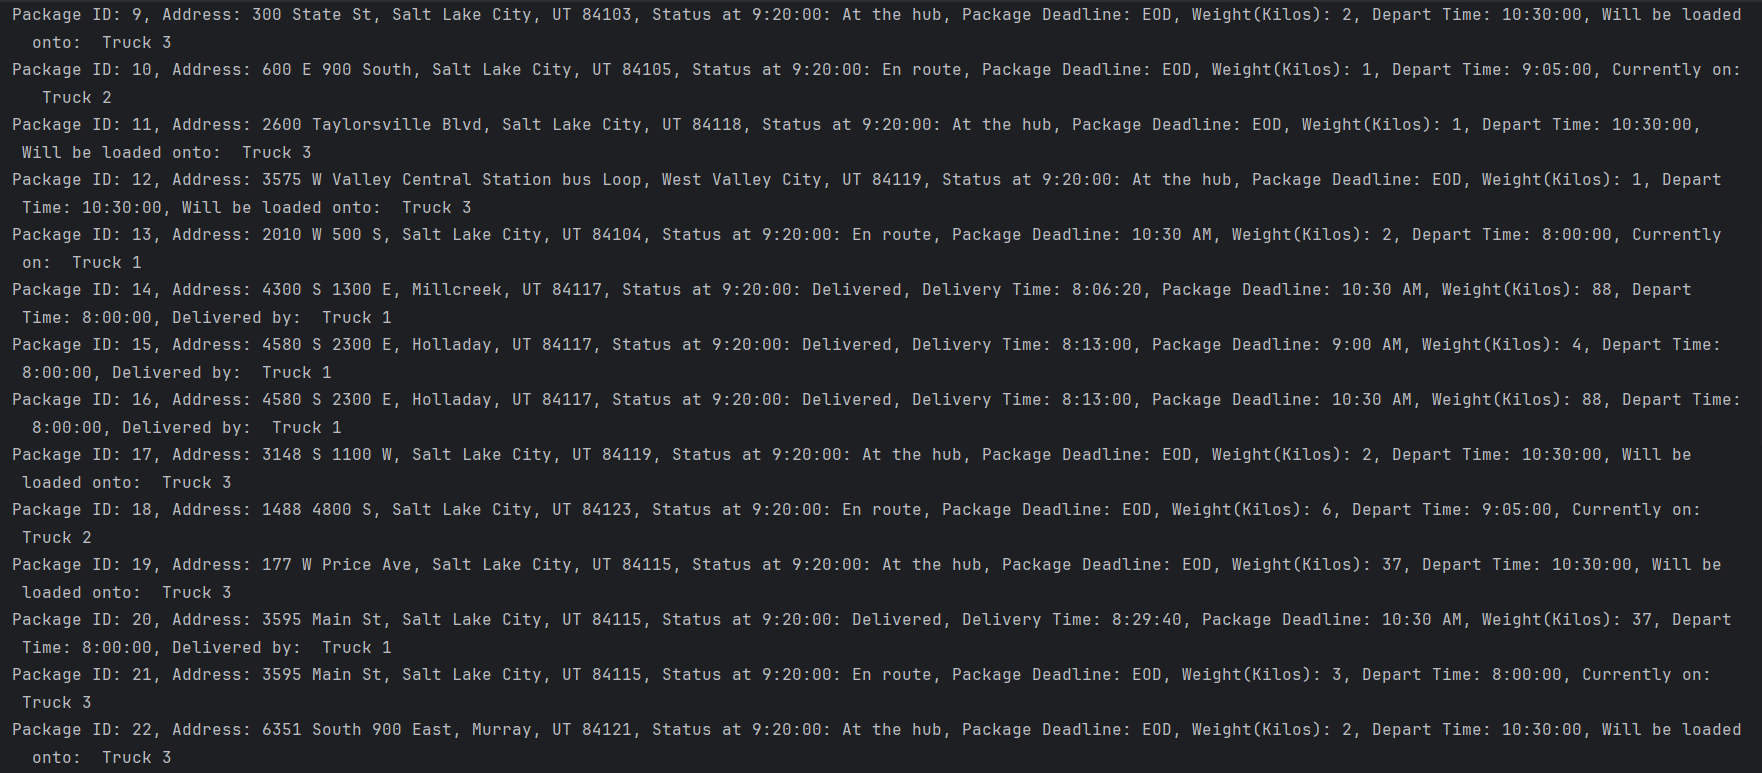 Package ID: 9, Address: 300 State St, Salt Lake City, UT 84103, Status at 9:20:00: At the hub, Package Deadline: EOD, Weight(Kilos): 2, Depart Time: 10:30:00, Will be loaded
onto:  Truck 3
Package ID: 10, Address: 600 E 900 South, Salt Lake City, UT 84105, Status at 9:20:00: En route, Package Deadline: EOD, Weight(Kilos): 1, Depart Time: 9:05:00, Currently on:
Truck 2
Package ID: 11, Address: 2600 Taylorsville Blvd, Salt Lake City, UT 84118, Status at 9:20:00: At the hub, Package Deadline: EOD, Weight(Kilos): 1, Depart Time: 10:30:00,
Will be loaded onto:  Truck 3
Package ID: 12, Address: 3575 W Valley Central Station bus Loop, West Valley City, UT 84119, Status at 9:20:00: At the hub, Package Deadline: EOD, Weight(Kilos): 1, Depart
Time: 10:30:00, Will be loaded onto:  Truck 3
Package ID: 13, Address: 2010 W 500 S, Salt Lake City, UT 84104, Status at 9:20:00: En route, Package Deadline: 10:30 AM, Weight(Kilos): 2, Depart Time: 8:00:00, Currently
on:  Truck 1
Package ID: 14, Address: 4300 S 1300 E, Millcreek, UT 84117, Status at 9:20:00: Delivered, Delivery Time: 8:06:20, Package Deadline: 10:30 AM, Weight(Kilos): 88, Depart
Time: 8:00:00, Delivered by:  Truck 1
Package ID: 15, Address: 4580 S 2300 E, Holladay, UT 84117, Status at 9:20:00: Delivered, Delivery Time: 8:13:00, Package Deadline: 9:00 AM, Weight(Kilos): 4, Depart Time:
8:00:00, Delivered by:  Truck 1
Package ID: 16, Address: 4580 S 2300 E, Holladay, UT 84117, Status at 9:20:00: Delivered, Delivery Time: 8:13:00, Package Deadline: 10:30 AM, Weight(Kilos): 88, Depart Time:
8:00:00, Delivered by:  Truck 1
Package ID: 17, Address: 3148 S 1100 W, Salt Lake City, UT 84119, Status at 9:20:00: At the hub, Package Deadline: EOD, Weight(Kilos): 2, Depart Time: 10:30:00, Will be
loaded onto:  Truck 3
Package ID: 18, Address: 1488 4800 S, Salt Lake City, UT 84123, Status at 9:20:00: En route, Package Deadline: EOD, Weight(Kilos): 6, Depart Time: 9:05:00, Currently on:
Truck 2
Package ID: 19, Address: 177 W Price Ave, Salt Lake City, UT 84115, Status at 9:20:00: At the hub, Package Deadline: EOD, Weight(Kilos): 37, Depart Time: 10:30:00, Will be
loaded onto:  Truck 3
Package ID: 20, Address: 3595 Main St, Salt Lake City, UT 84115, Status at 9:20:00: Delivered, Delivery Time: 8:29:40, Package Deadline: 10:30 AM, Weight(Kilos): 37, Depart
Time: 8:00:00, Delivered by:  Truck 1
Package ID: 21, Address: 3595 Main St, Salt Lake City, UT 84115, Status at 9:20:00: En route, Package Deadline: EOD, Weight(Kilos): 3, Depart Time: 8:00:00, Currently on:
Truck 3
Package ID: 22, Address: 6351 South 900 East, Murray, UT 84121, Status at 9:20:00: At the hub, Package Deadline: EOD, Weight(Kilos): 2, Depart Time: 10:30:00, Will be loaded
onto:  Truck 3